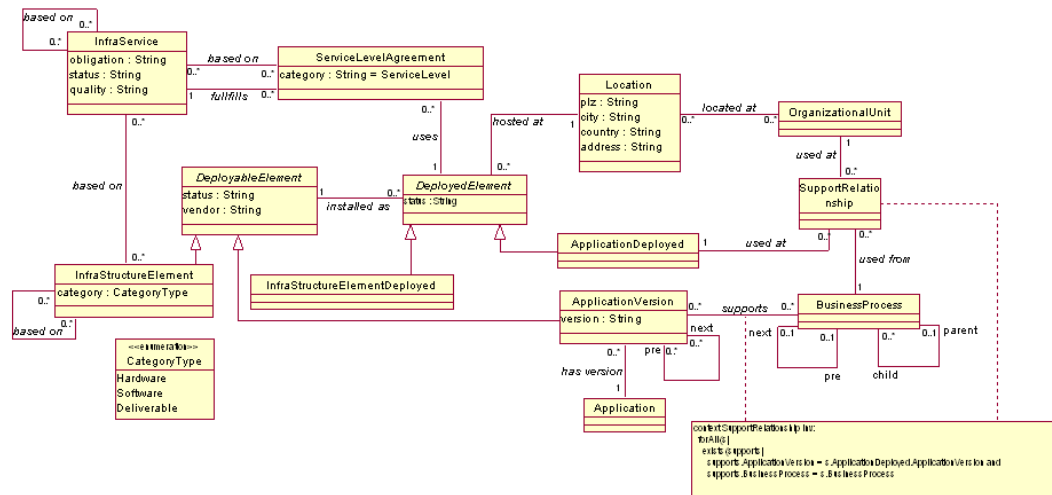 based on
0..*
0..*
InfraService
obligation : String
status : String
quality : String
based on
0..*
0..*
1
fullfills
0..*
ServiceLevelAgreement
category : String = ServiceLevel
0..*
uses
1
0..*
based on
0..*
Location
plz : String
city : String
country : String
address : String
hosted at
1
0..*
located at
0..*
0..*
OrganizationalUnit
1
used at
0..*
DeployableElement
status : String
vendor : String
1
0..*
installed as
DeployedElement
status : String
SupportRelatio
nship
0..*
0..*
ApplicationDeployed
1
used at
used from
1
InfraStructureElement
category : CategoryType
0..*
0..*
based on
InfraStructureElementDeployed
ApplicationVersion
version : String
0..*
supports
0..*
BusinessProcess
next
pre
0..*
0..*
next
0..1
0..1
pre
0..*
0..1
parent
child
<<enumeration>>
CategoryType
Hardware
Software
Deliverable
0..*
has version
1
Application
context SupportRelationship inv:
forAll(s|
exists(supports|
supports.ApplicationVersion = s.ApplicationDeployed.ApplicationVersion and
supports.BusinessProcess = s.BusinessProcess